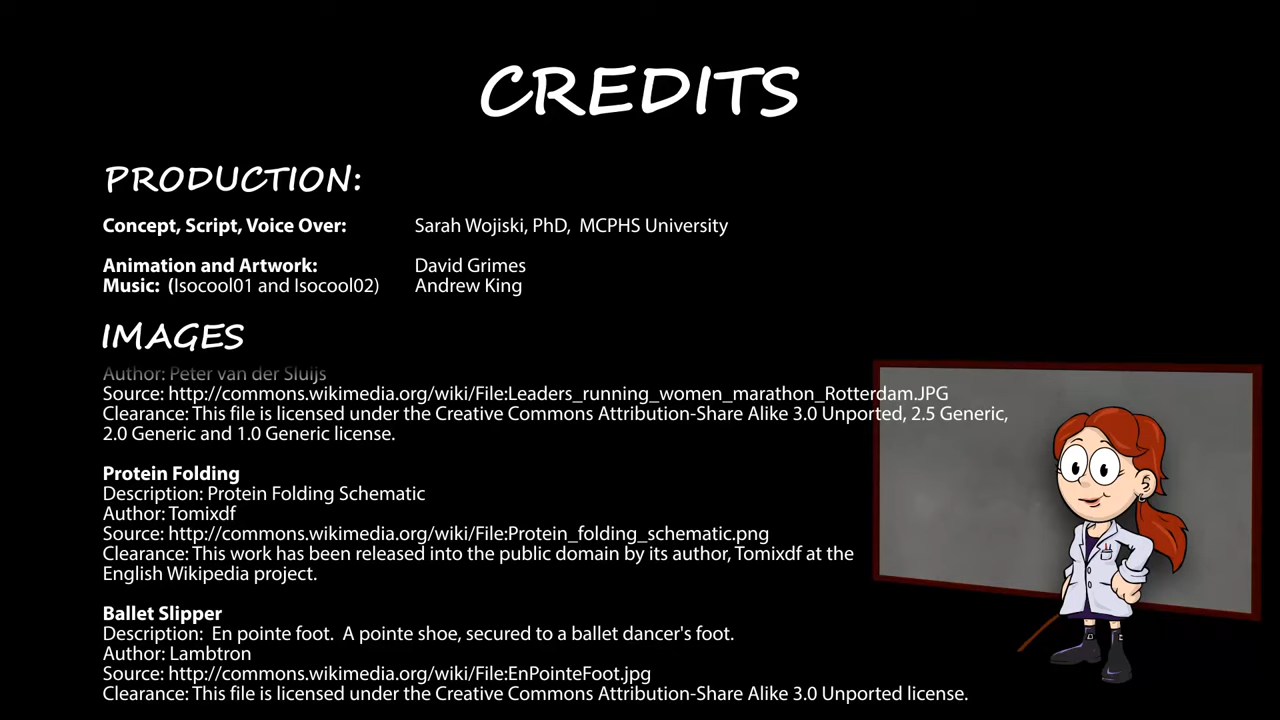 CREDITS
PRODUCTION:
Concept, Script, Voice Over: Sarah Wojiski, PhD, MCPHS University
Animation and Artwork: David Grimes
Music: (Isocool01 and Isocool02) Andrew King
IMAGES
Author: Peter van der Sluijs
Source: http://commons.wikimedia.org/wiki/File:Leaders_running_women_marathon_Rotterdam.JPG
Clearance: This file is licensed under the Creative Commons Attribution-Share Alike 3.0 Unported, 2.5 Generic,
2.0 Generic and 1.0 Generic license.
Protein Folding
Description: Protein Folding Schematic
Author: Tomixdf
Source: http://commons.wikimedia.org/wiki/File:Protein_folding_schematic.png
Clearance: This work has been released into the public domain by its author, Tomixdf at the
English Wikipedia project.
Ballet Slipper
Description: En pointe foot. A pointe shoe, secured to a ballet dancer's foot.
Author: Lambtron
Source: http://commons.wikimedia.org/wiki/File:EnPointeFoot.jpg
Clearance: This file is licensed under the Creative Commons Attribution-Share Alike 3.0 Unported license.